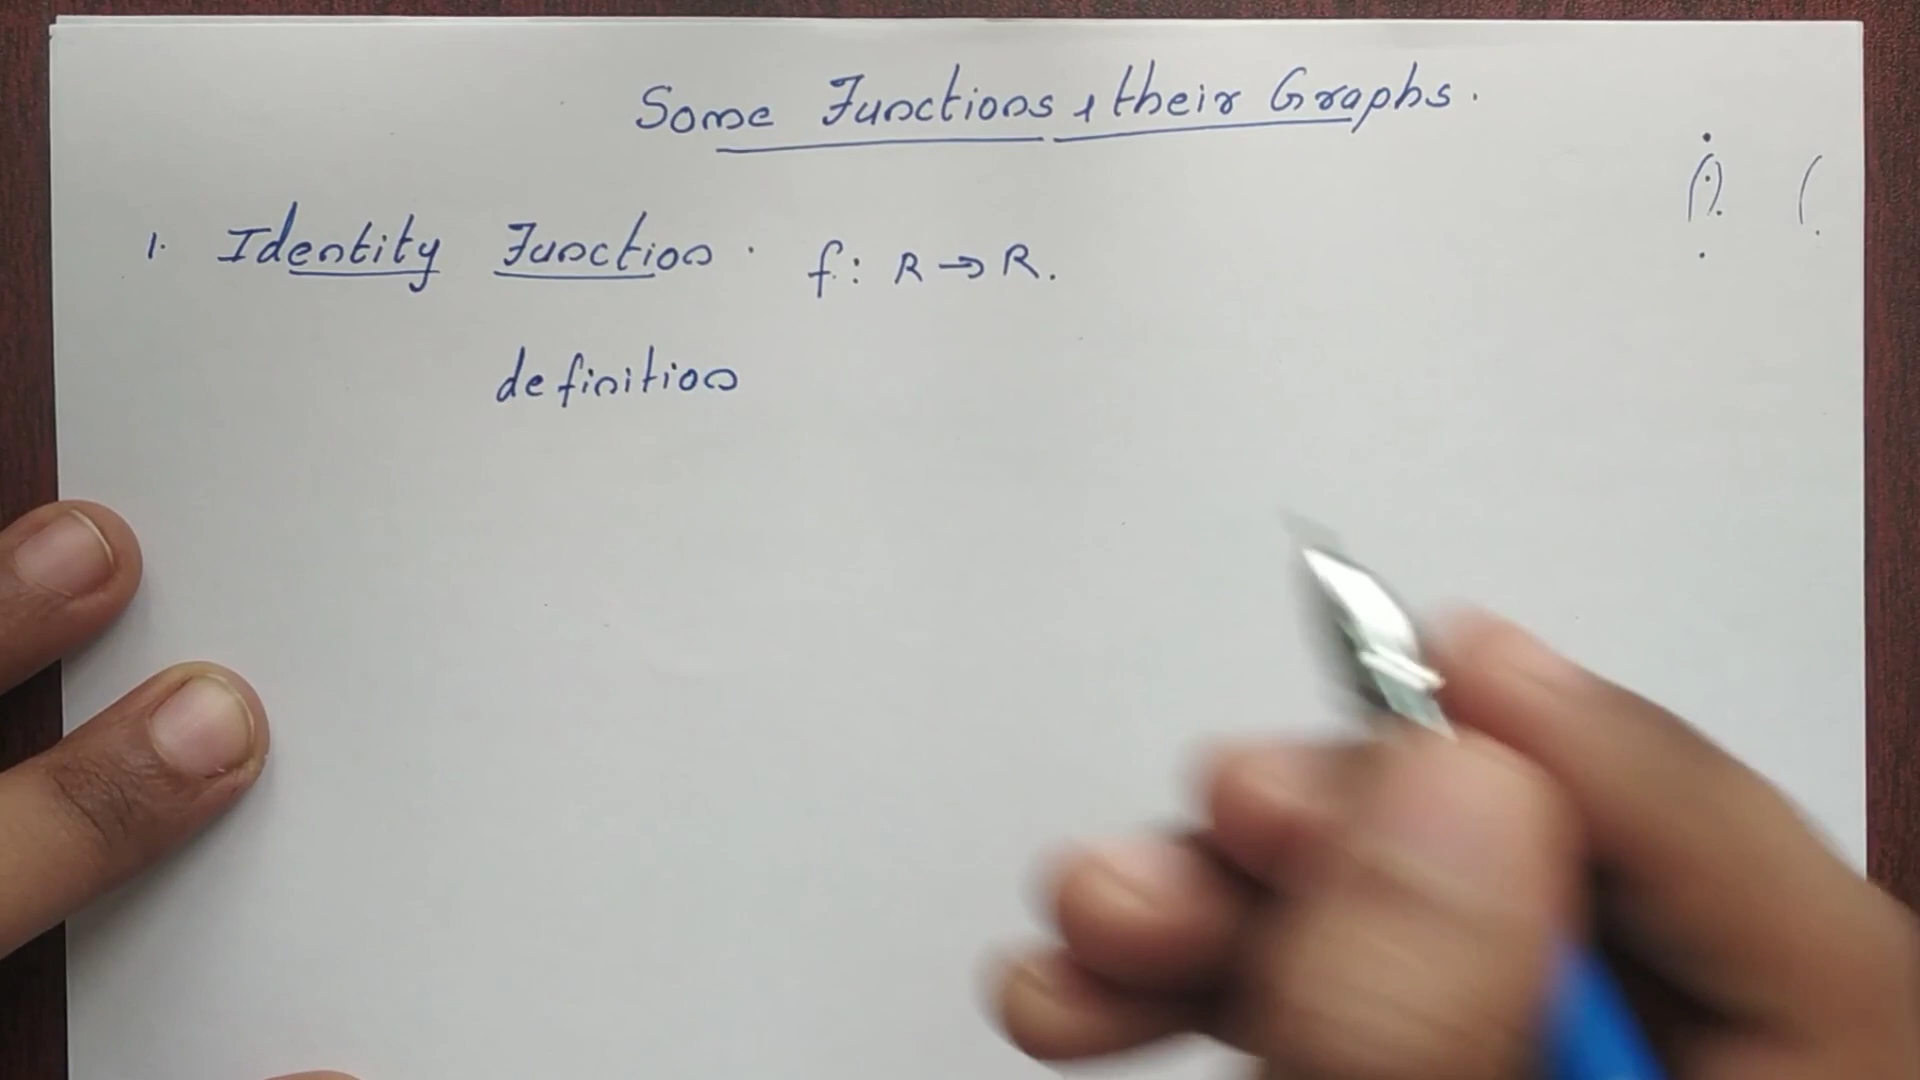 Some Functions & their Graphs.
1. Identity Function. f: R → R.
definition